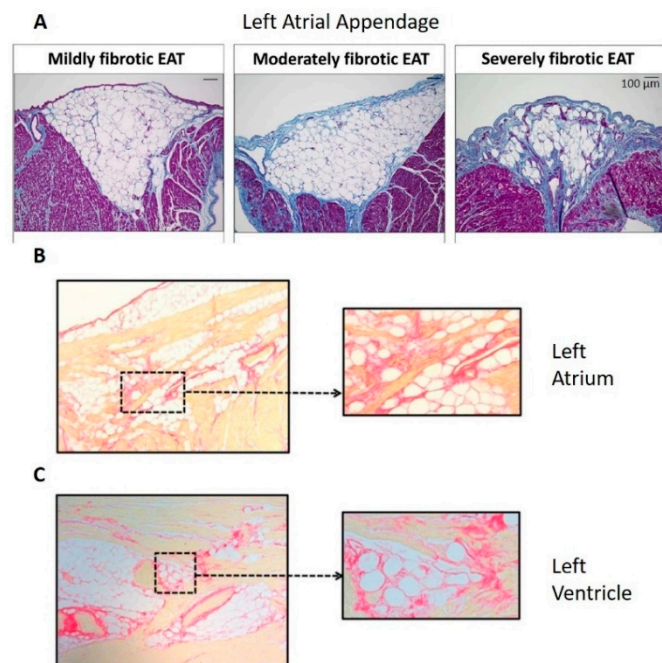 A
Left Atrial Appendage
Mildly fibrotic EAT
Moderately fibrotic EAT
Severely fibrotic EAT
100 µm
B
Left
Atrium
C
Left
Ventricle